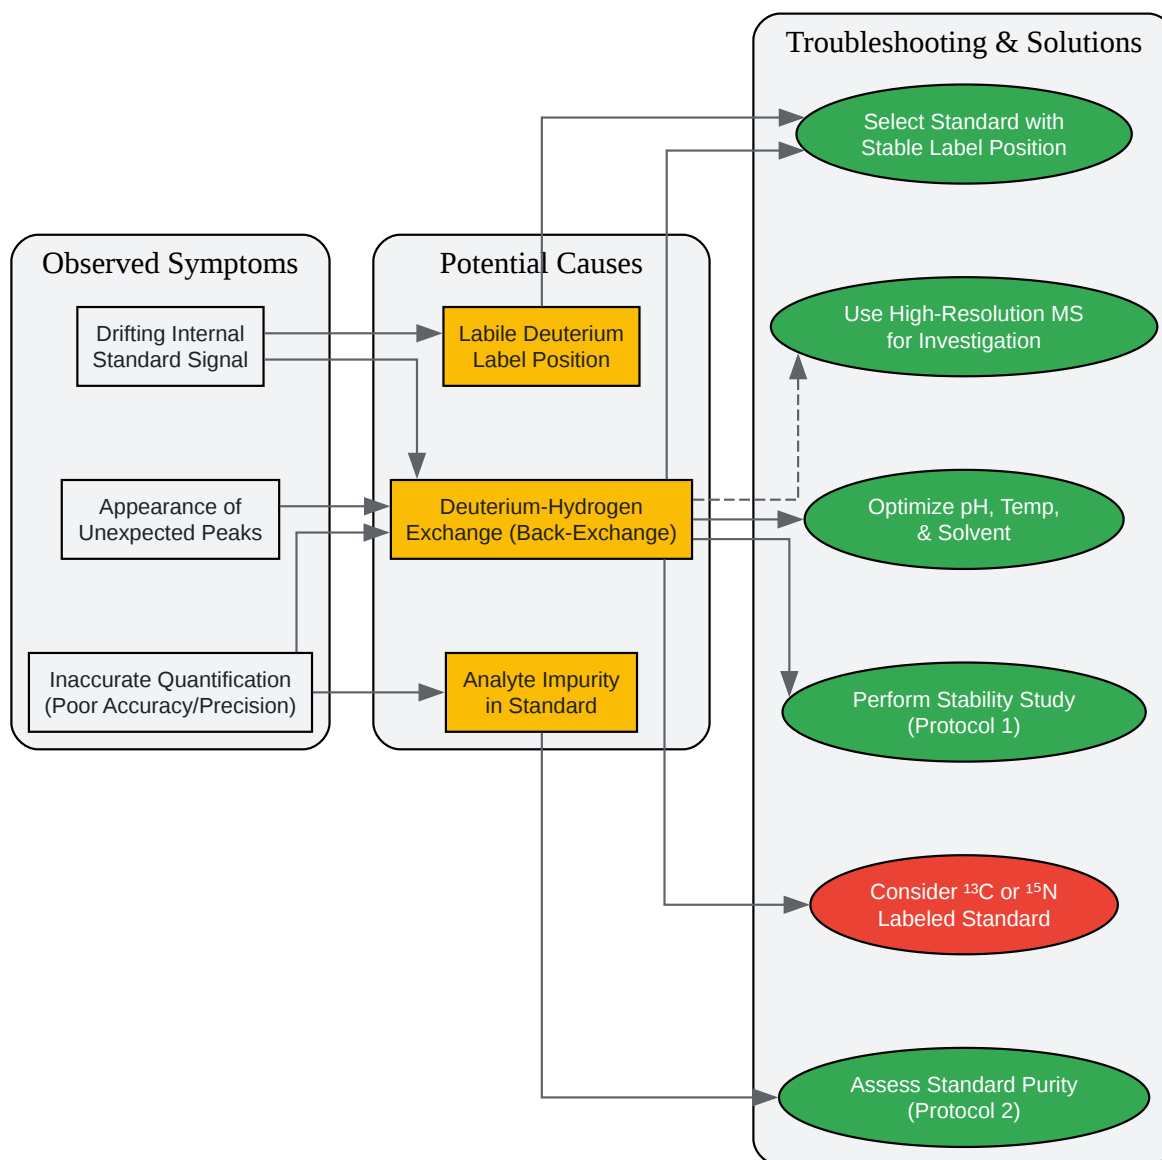 Troubleshooting & Solutions
Select Standard with
Stable Label Position
Observed Symptoms
Potential Causes
Drifting Internal
Standard Signal
Labile Deuterium
Label Position
Use High-Resolution MS
for Investigation
Appearance of
Unexpected Peaks
Deuterium-Hydrogen
Exchange (Back-Exchange)
Optimize pH, Temp,
& Solvent
Inaccurate Quantification
(Poor Accuracy/Precision)
Analyte Impurity
in Standard
Perform Stability Study
(Protocol 1)
Consider ¹³C or ¹⁵N
Labeled Standard
Assess Standard Purity
(Protocol 2)